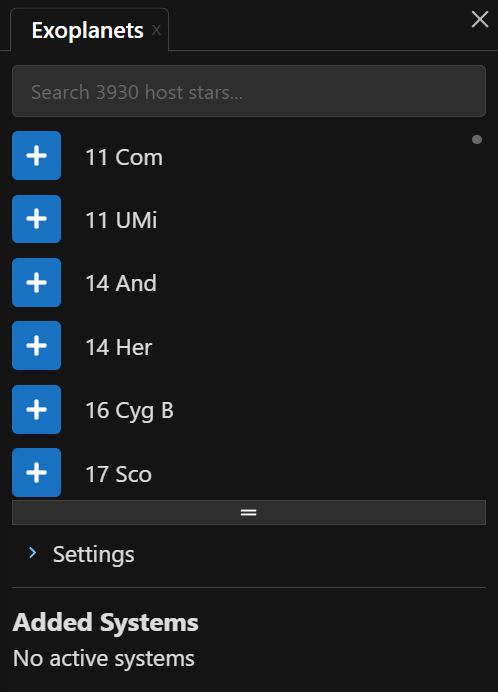 Exoplanets x
Search 3930 host stars...
11 Com
11 UMi
14 And
14 Her
16 Cyg B
17 Sco
Settings
Added Systems
No active systems